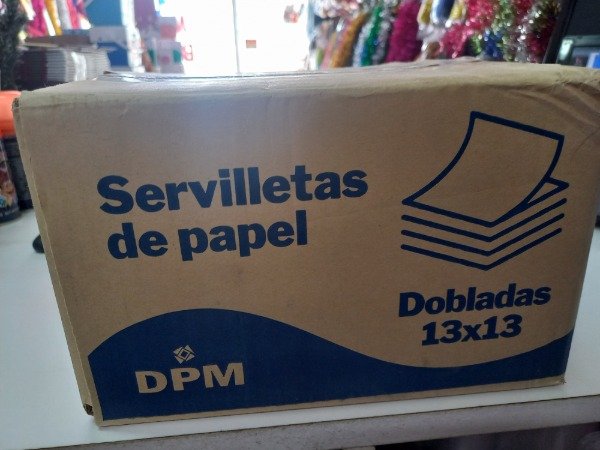 Servilletas
de papel
Dobladas
13x13
DPM